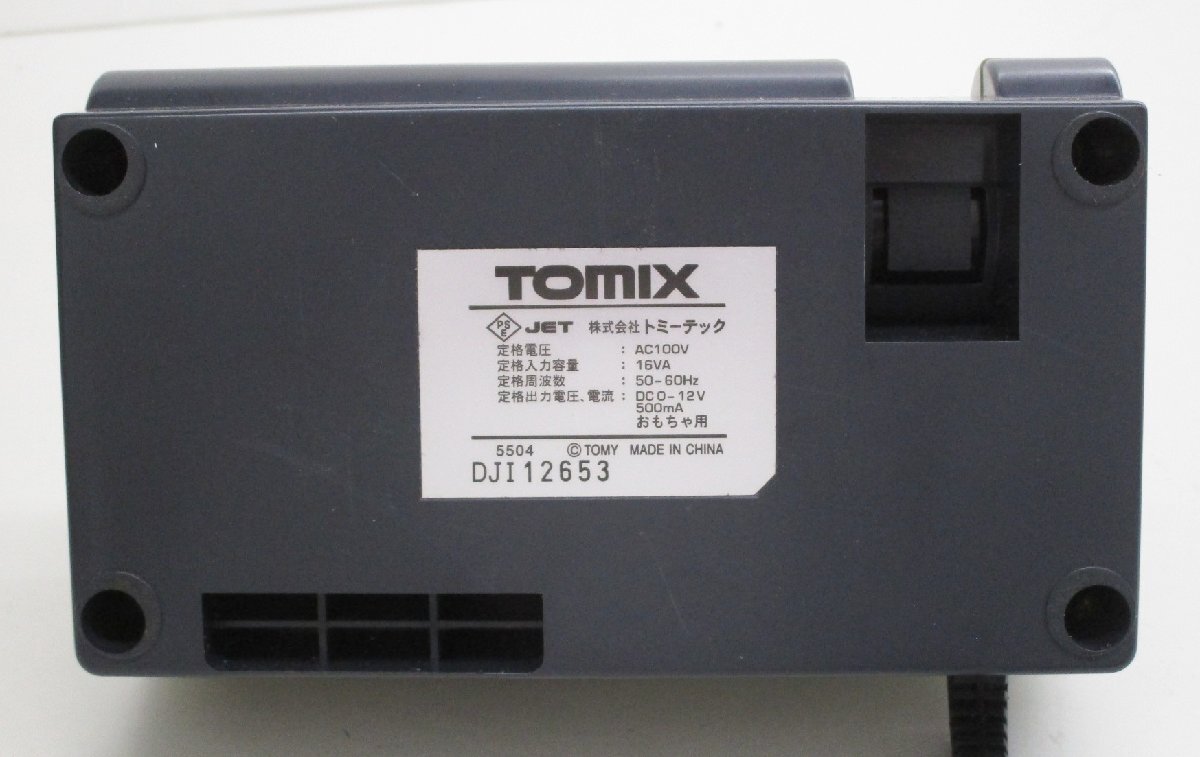 TOMIX
PSE JET 株式会社 トミーテック
定格電圧 : AC100V
定格入力容量 : 16VA
定格周波数 : 50-60Hz
定格出力電圧、電流 : DC0-12V
500mA
おもちゃ用
5504 ©TOMY MADE IN CHINA
DJI12653